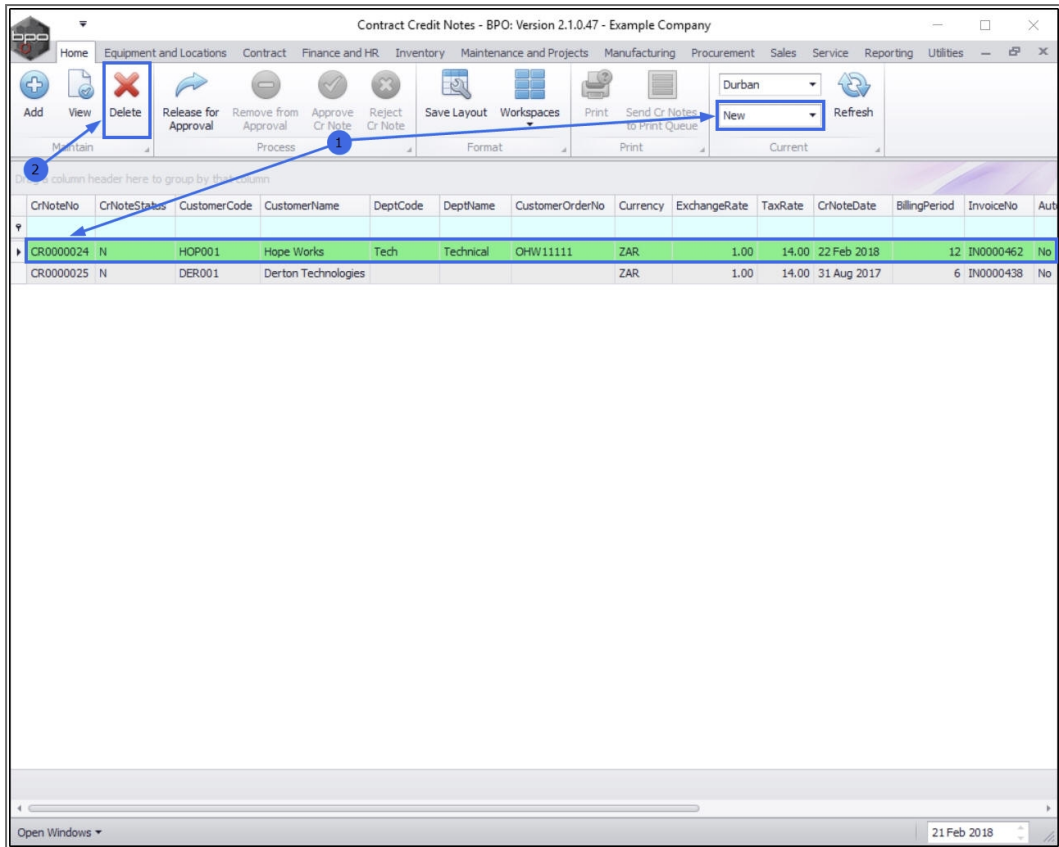 Contract Credit Notes - BPO: Version 2.1.0.47 - Example Company
bpo
Home Equipment and Locations Contract Finance and HR Inventory Maintenance and Projects Manufacturing Procurement Sales Service Reporting Utilities
Durban
Add View Delete Release for Approval Remove from Approval Approve Cr Note Reject Cr Note Save Layout Workspaces Print Send Cr Notes to Print Queue New Refresh
Maintain Process Format Print Current
1
2
column header here to group by that column
CrNoteNo CrNoteStatus CustomerCode CustomerName DeptCode DeptName CustomerOrderNo Currency ExchangeRate TaxRate CrNoteDate BillingPeriod InvoiceNo Aut
CR0000024 N HOP001 Hope Works Tech Technical OHW11111 ZAR 1.00 14.00 22 Feb 2018 12 IN0000462 No
CR0000025 N DER001 Derton Technologies ZAR 1.00 14.00 31 Aug 2017 6 IN0000438 No
Open Windows 21 Feb 2018